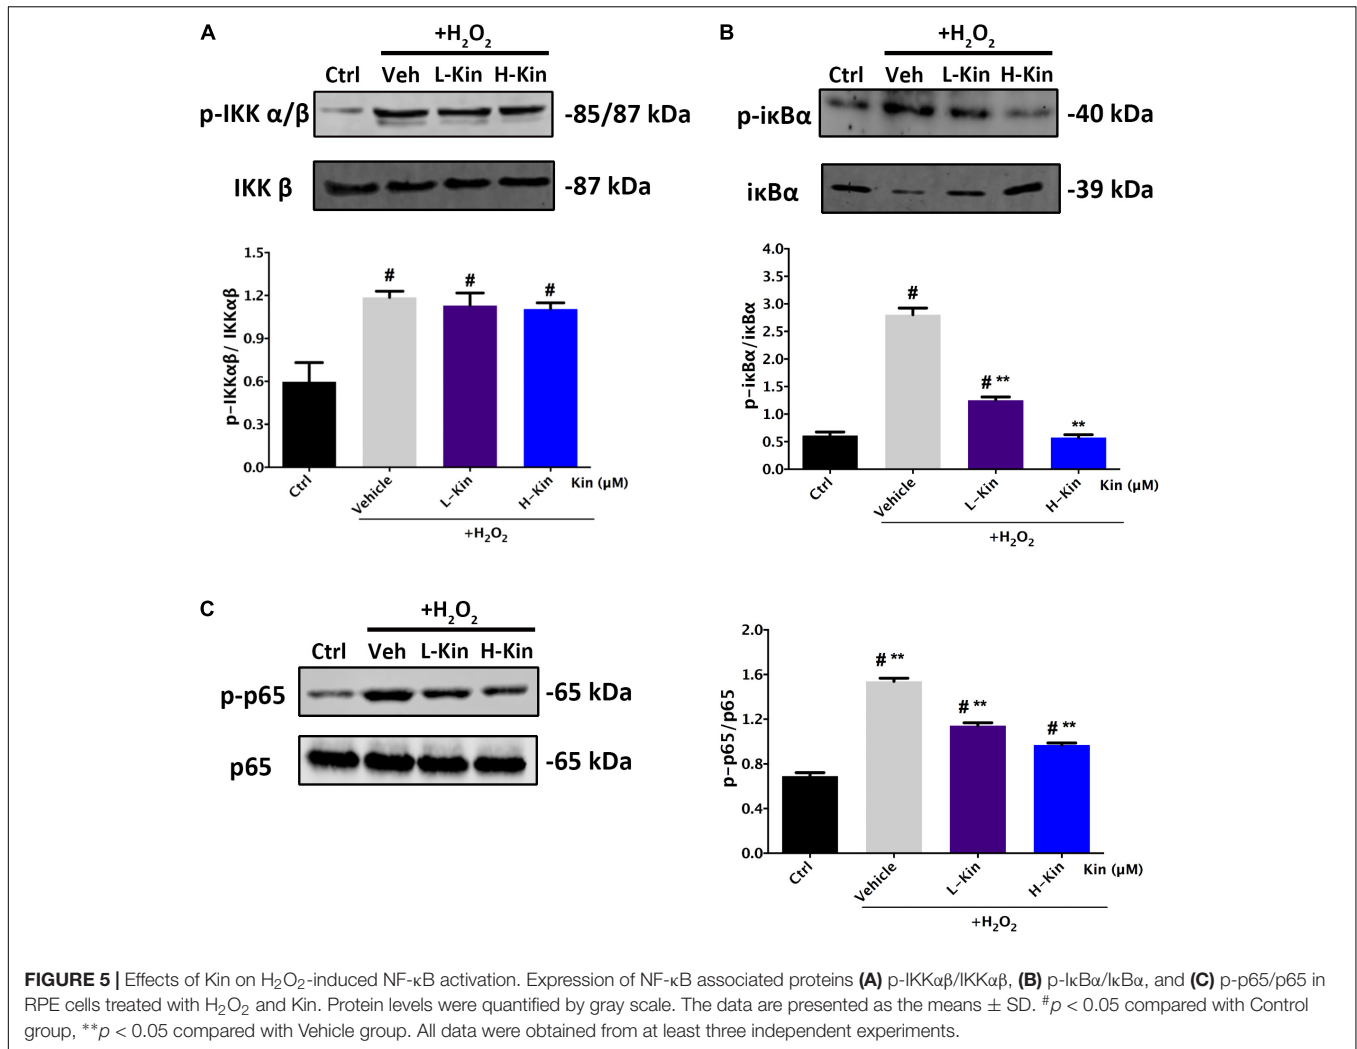 A
+H₂O₂
Ctrl Veh L-Kin H-Kin
p-IKK α/β -85/87 kDa
IKK β -87 kDa
1.5
1.2
0.9
0.6
0.3
0.0
p-IKKαβ/ IKKαβ
# # #
Ctrl Vehicle L-Kin H-Kin Kin (μM)
+H₂O₂
B
+H₂O₂
Ctrl Veh L-Kin H-Kin
p-iκBα -40 kDa
iκBα -39 kDa
4.0
3.5
3.0
2.5
2.0
1.5
1.0
0.5
0.0
p-iκBα/iκBα
# # ** **
Ctrl Vehicle L-Kin H-Kin Kin (μM)
+H₂O₂
C
+H₂O₂
Ctrl Veh L-Kin H-Kin
p-p65 -65 kDa
p65 -65 kDa
2.0
1.6
1.2
0.8
0.4
0.0
p-p65/p65
# ** # ** # **
Ctrl Vehicle L-Kin H-Kin Kin (μM)
+H₂O₂
FIGURE 5 | Effects of Kin on H₂O₂-induced NF-κB activation. Expression of NF-κB associated proteins (A) p-IKKαβ/IKKαβ, (B) p-IκBα/IκBα, and (C) p-p65/p65 in
RPE cells treated with H₂O₂ and Kin. Protein levels were quantified by gray scale. The data are presented as the means ± SD. #p < 0.05 compared with Control
group, **p < 0.05 compared with Vehicle group. All data were obtained from at least three independent experiments.